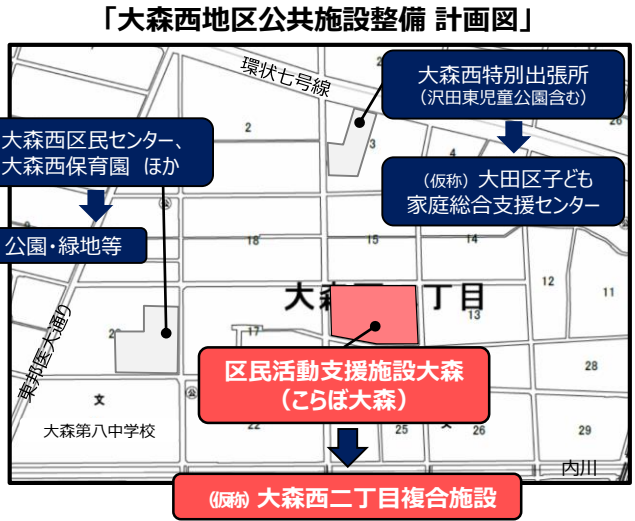 「大森西地区公共施設整備 計画図」
環状七号線
大森西特別出張所
（沢田東児童公園含む）
2
3
4
26
大森西区民センター、
大森西保育園 ほか
（仮称）大田区子ども
家庭総合支援センター
公園・緑地等
18
15
14
12
11
13
17
東邦医大通り
区民活動支援施設大森
（こらぼ大森）
28
文
大森第八中学校
22
25
26
29
内川
（仮称）大森西二丁目複合施設